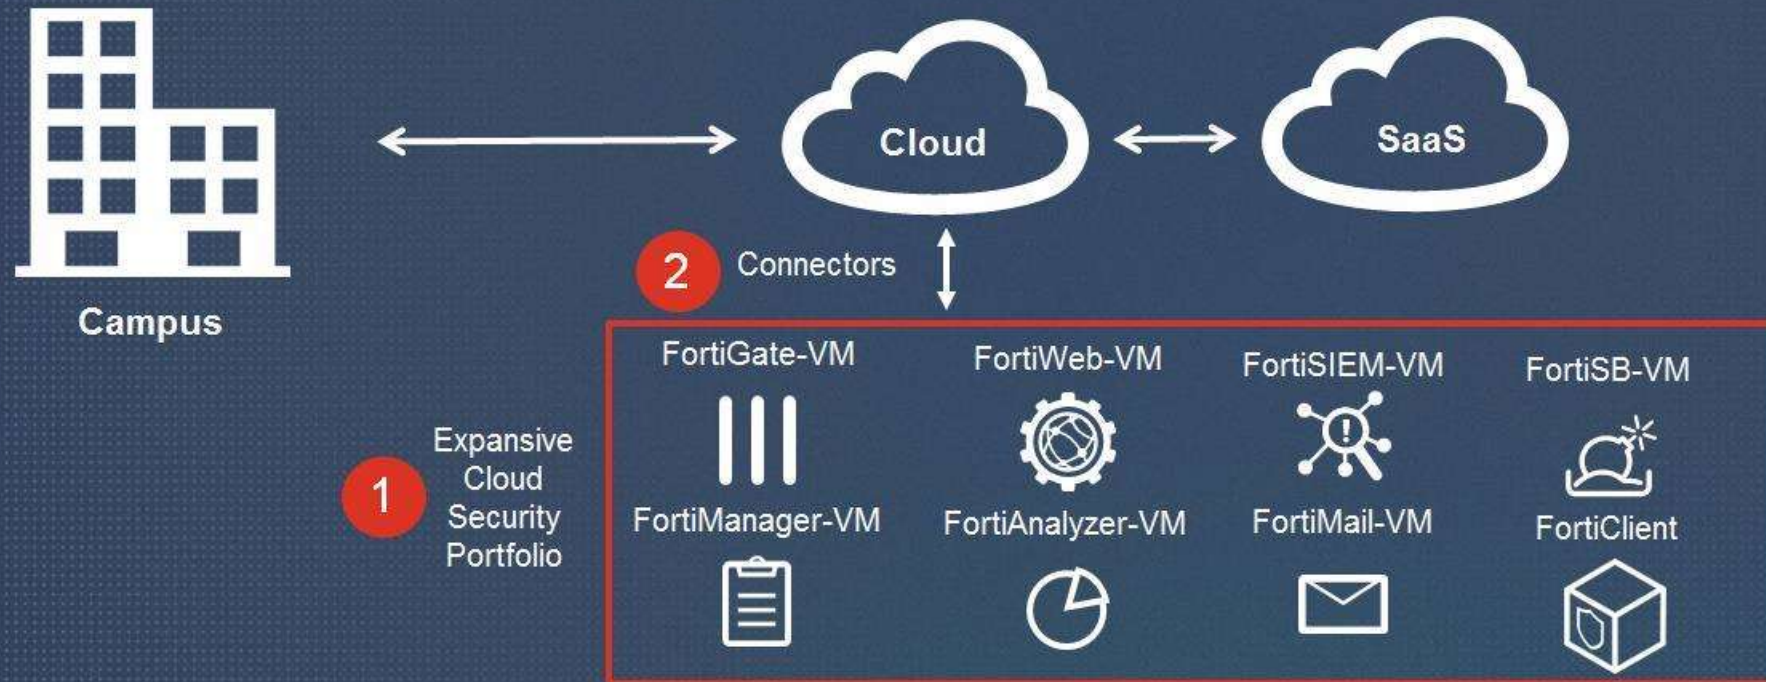 Cloud
SaaS
Campus
2
Connectors
1
Expansive
Cloud
Security
Portfolio
FortiGate-VM
FortiWeb-VM
FortiSIEM-VM
FortiSB-VM
FortiManager-VM
FortiAnalyzer-VM
FortiMail-VM
FortiClient